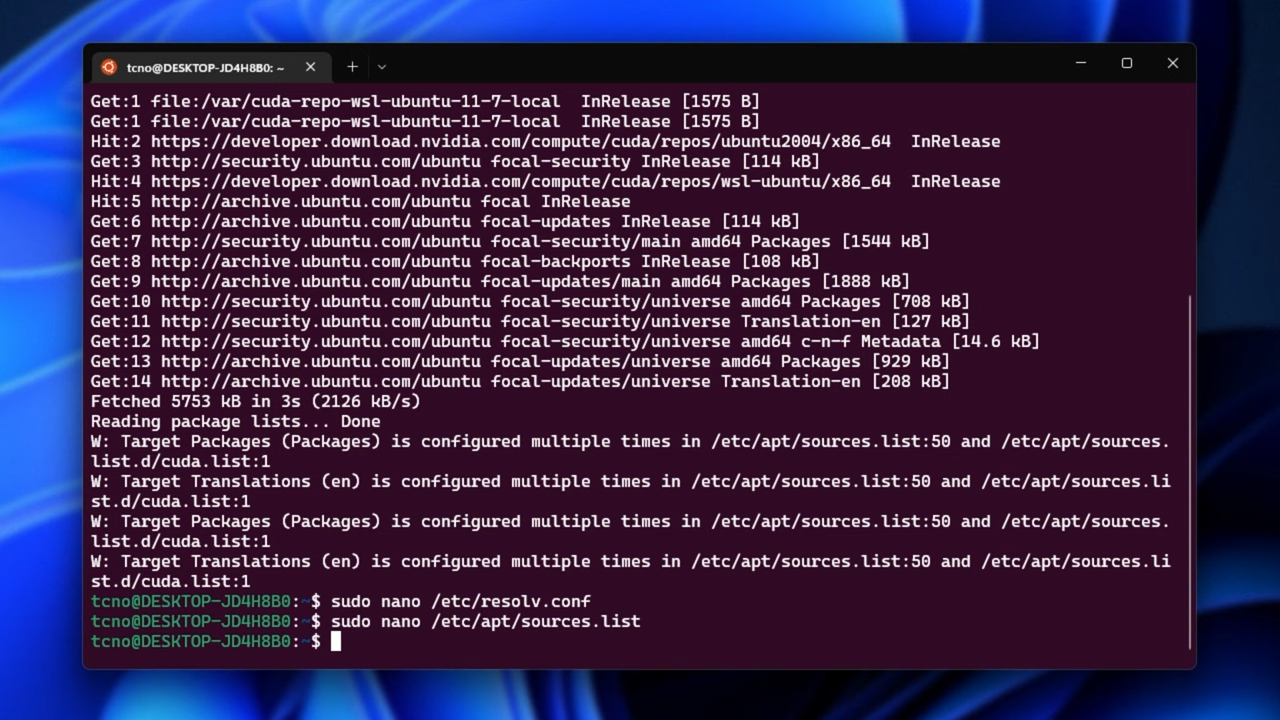 tcno@DESKTOP-JD4H8B0: ~
Get:1 file:/var/cuda-repo-wsl-ubuntu-11-7-local  InRelease [1575 B]
Get:1 file:/var/cuda-repo-wsl-ubuntu-11-7-local  InRelease [1575 B]
Hit:2 https://developer.download.nvidia.com/compute/cuda/repos/ubuntu2004/x86_64  InRelease
Get:3 http://security.ubuntu.com/ubuntu focal-security InRelease [114 kB]
Hit:4 https://developer.download.nvidia.com/compute/cuda/repos/wsl-ubuntu/x86_64  InRelease
Hit:5 http://archive.ubuntu.com/ubuntu focal InRelease
Get:6 http://archive.ubuntu.com/ubuntu focal-updates InRelease [114 kB]
Get:7 http://security.ubuntu.com/ubuntu focal-security/main amd64 Packages [1544 kB]
Get:8 http://archive.ubuntu.com/ubuntu focal-backports InRelease [108 kB]
Get:9 http://archive.ubuntu.com/ubuntu focal-updates/main amd64 Packages [1888 kB]
Get:10 http://security.ubuntu.com/ubuntu focal-security/universe amd64 Packages [708 kB]
Get:11 http://security.ubuntu.com/ubuntu focal-security/universe Translation-en [127 kB]
Get:12 http://security.ubuntu.com/ubuntu focal-security/universe amd64 c-n-f Metadata [14.6 kB]
Get:13 http://archive.ubuntu.com/ubuntu focal-updates/universe amd64 Packages [929 kB]
Get:14 http://archive.ubuntu.com/ubuntu focal-updates/universe Translation-en [208 kB]
Fetched 5753 kB in 3s (2126 kB/s)
Reading package lists... Done
W: Target Packages (Packages) is configured multiple times in /etc/apt/sources.list:50 and /etc/apt/sources.
list.d/cuda.list:1
W: Target Translations (en) is configured multiple times in /etc/apt/sources.list:50 and /etc/apt/sources.li
st.d/cuda.list:1
W: Target Packages (Packages) is configured multiple times in /etc/apt/sources.list:50 and /etc/apt/sources.
list.d/cuda.list:1
W: Target Translations (en) is configured multiple times in /etc/apt/sources.list:50 and /etc/apt/sources.li
st.d/cuda.list:1
tcno@DESKTOP-JD4H8B0:~$ sudo nano /etc/resolv.conf
tcno@DESKTOP-JD4H8B0:~$ sudo nano /etc/apt/sources.list
tcno@DESKTOP-JD4H8B0:~$